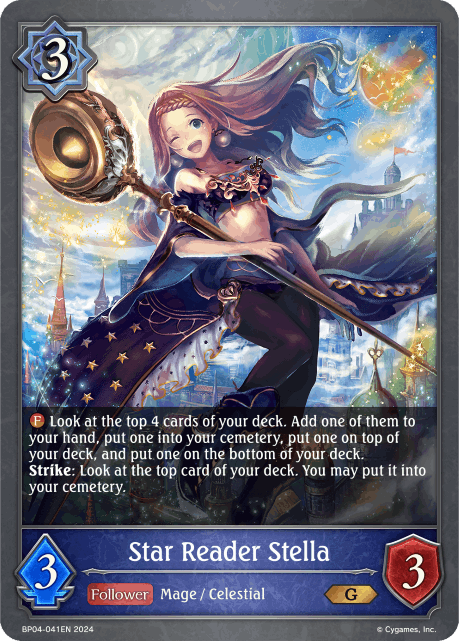 3
F Look at the top 4 cards of your deck. Add one of them to
your hand, put one into your cemetery, put one on top of
your deck, and put one on the bottom of your deck.
Strike: Look at the top card of your deck. You may put it into
your cemetery.
Star Reader Stella
3
Follower Mage / Celestial G
3
BP04-041EN 2024 © Cygames, Inc.